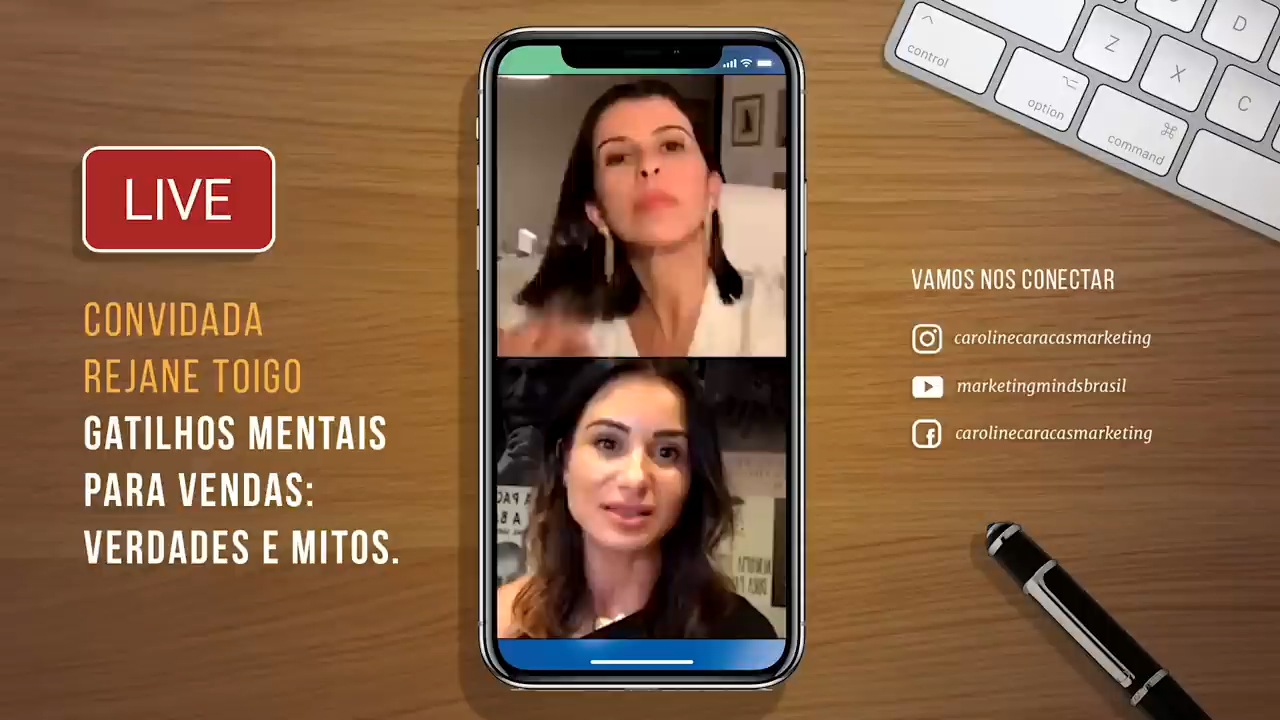 LIVE
CONVIDADA
REJANE TOIGO
GATILHOS MENTAIS
PARA VENDAS:
VERDADES E MITOS.
VAMOS NOS CONECTAR
carolinecaracasmarketing
marketingmindsbrasil
carolinecaracasmarketing
control
option
command
Z
X
C
D